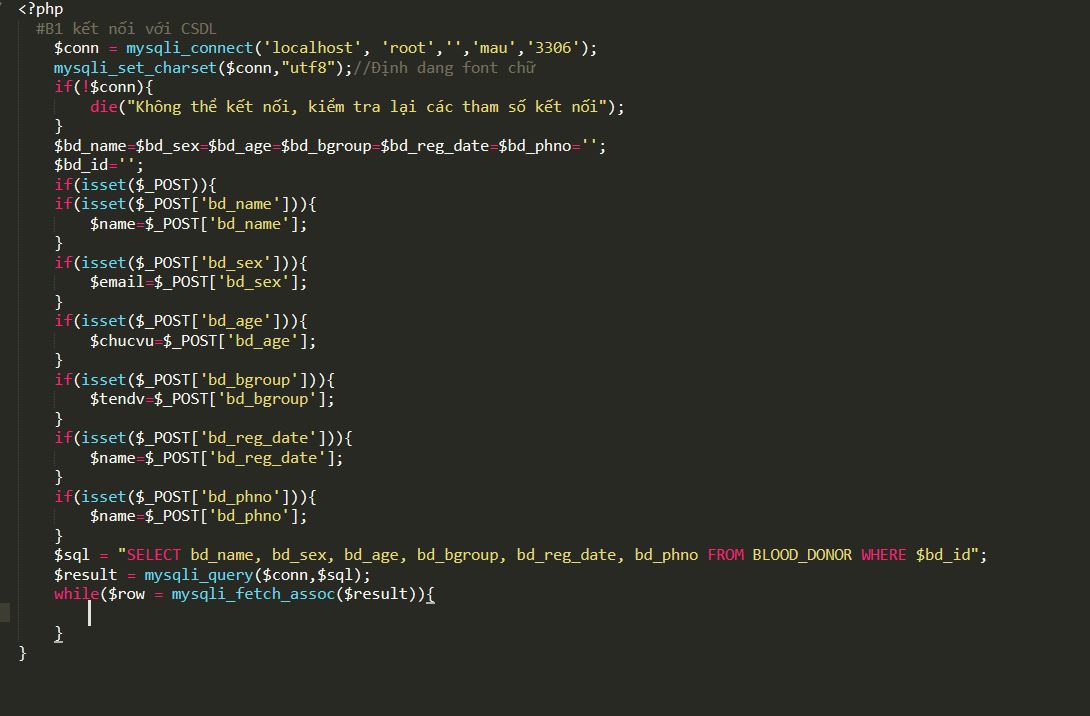 <?php
#B1 kết nối với CSDL
$conn = mysqli_connect('localhost', 'root','','mau','3306');
mysqli_set_charset($conn,"utf8");//Định dang font chữ
if(!$conn){
die("Không thể kết nối, kiểm tra lại các tham số kết nối");
}
$bd_name=$bd_sex=$bd_age=$bd_bgroup=$bd_reg_date=$bd_phno='';
$bd_id='';
if(isset($_POST)){
if(isset($_POST['bd_name'])){
$name=$_POST['bd_name'];
}
if(isset($_POST['bd_sex'])){
$email=$_POST['bd_sex'];
}
if(isset($_POST['bd_age'])){
$chucvu=$_POST['bd_age'];
}
if(isset($_POST['bd_bgroup'])){
$tendv=$_POST['bd_bgroup'];
}
if(isset($_POST['bd_reg_date'])){
$name=$_POST['bd_reg_date'];
}
if(isset($_POST['bd_phno'])){
$name=$_POST['bd_phno'];
}
$sql = "SELECT bd_name, bd_sex, bd_age, bd_bgroup, bd_reg_date, bd_phno FROM BLOOD_DONOR WHERE $bd_id";
$result = mysqli_query($conn,$sql);
while($row = mysqli_fetch_assoc($result)){
}
}